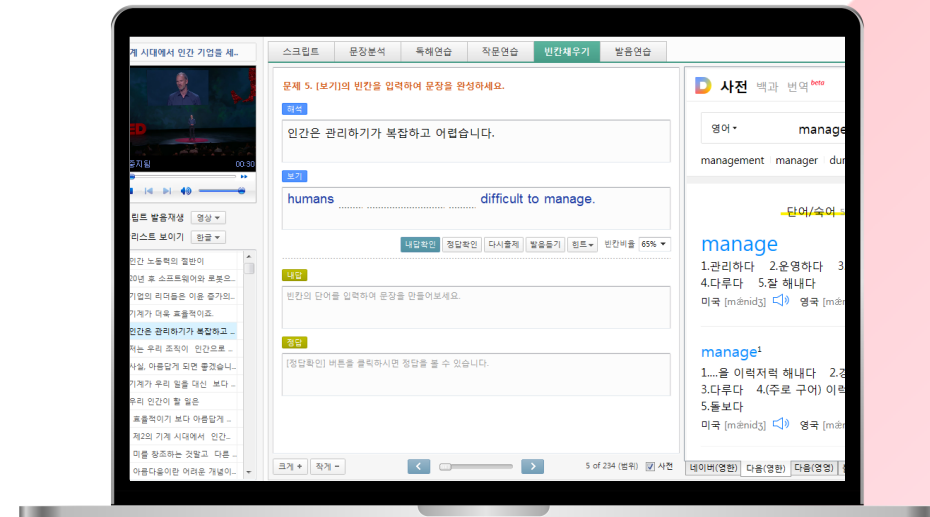 계 시대에서 인간 기업을 세..
중지됨 00:30
립트 발음재생 영상
리스트 보이기 한글
인간 노동력의 절반이
20년 후 소프트웨어와 로봇으..
기업의 리더들은 이윤 증가의..
기계가 더욱 효율적이죠.
인간은 관리하기가 복잡하고 ..
저는 우리 조직이 인간으로 ..
사실, 아름답게 되면 좋겠습니..
기계가 우리 일을 대신 보다 ..
우리 인간이 할 일은
효율적이기 보다 아름답게 ..
제2의 기계 시대에서 인간..
미를 창조하는 것말고 다른 ..
아름다움이란 어려운 개념이..
스크립트 문장분석 독해연습 작문연습 빈칸채우기 발음연습
문제 5. [보기]의 빈칸을 입력하여 문장을 완성하세요.
해석
인간은 관리하기가 복잡하고 어렵습니다.
보기
humans difficult to manage.
내답확인 정답확인 다시출제 발음듣기 힌트 빈칸비율 65%
내답
빈칸의 단어를 입력하여 문장을 만들어보세요.
정답
[정답확인] 버튼을 클릭하시면 정답을 볼 수 있습니다.
크게 + 작게 - 5 of 234 (범위) 사전
D 사전 백과 번역 beta
영어 manage
management manager dur
단어/숙어
manage
1.관리하다 2.운영하다 3
4.다루다 5.잘 해내다
미국 [mǽnidʒ] 영국 [mǽn
manage¹
1....을 이럭저럭 해내다 2.
3.다루다 4.(주로 구어) 이럭
5.돌보다
미국 [mǽnidʒ] 영국 [mǽn
네이버(영한) 다음(영한) 다음(영영)